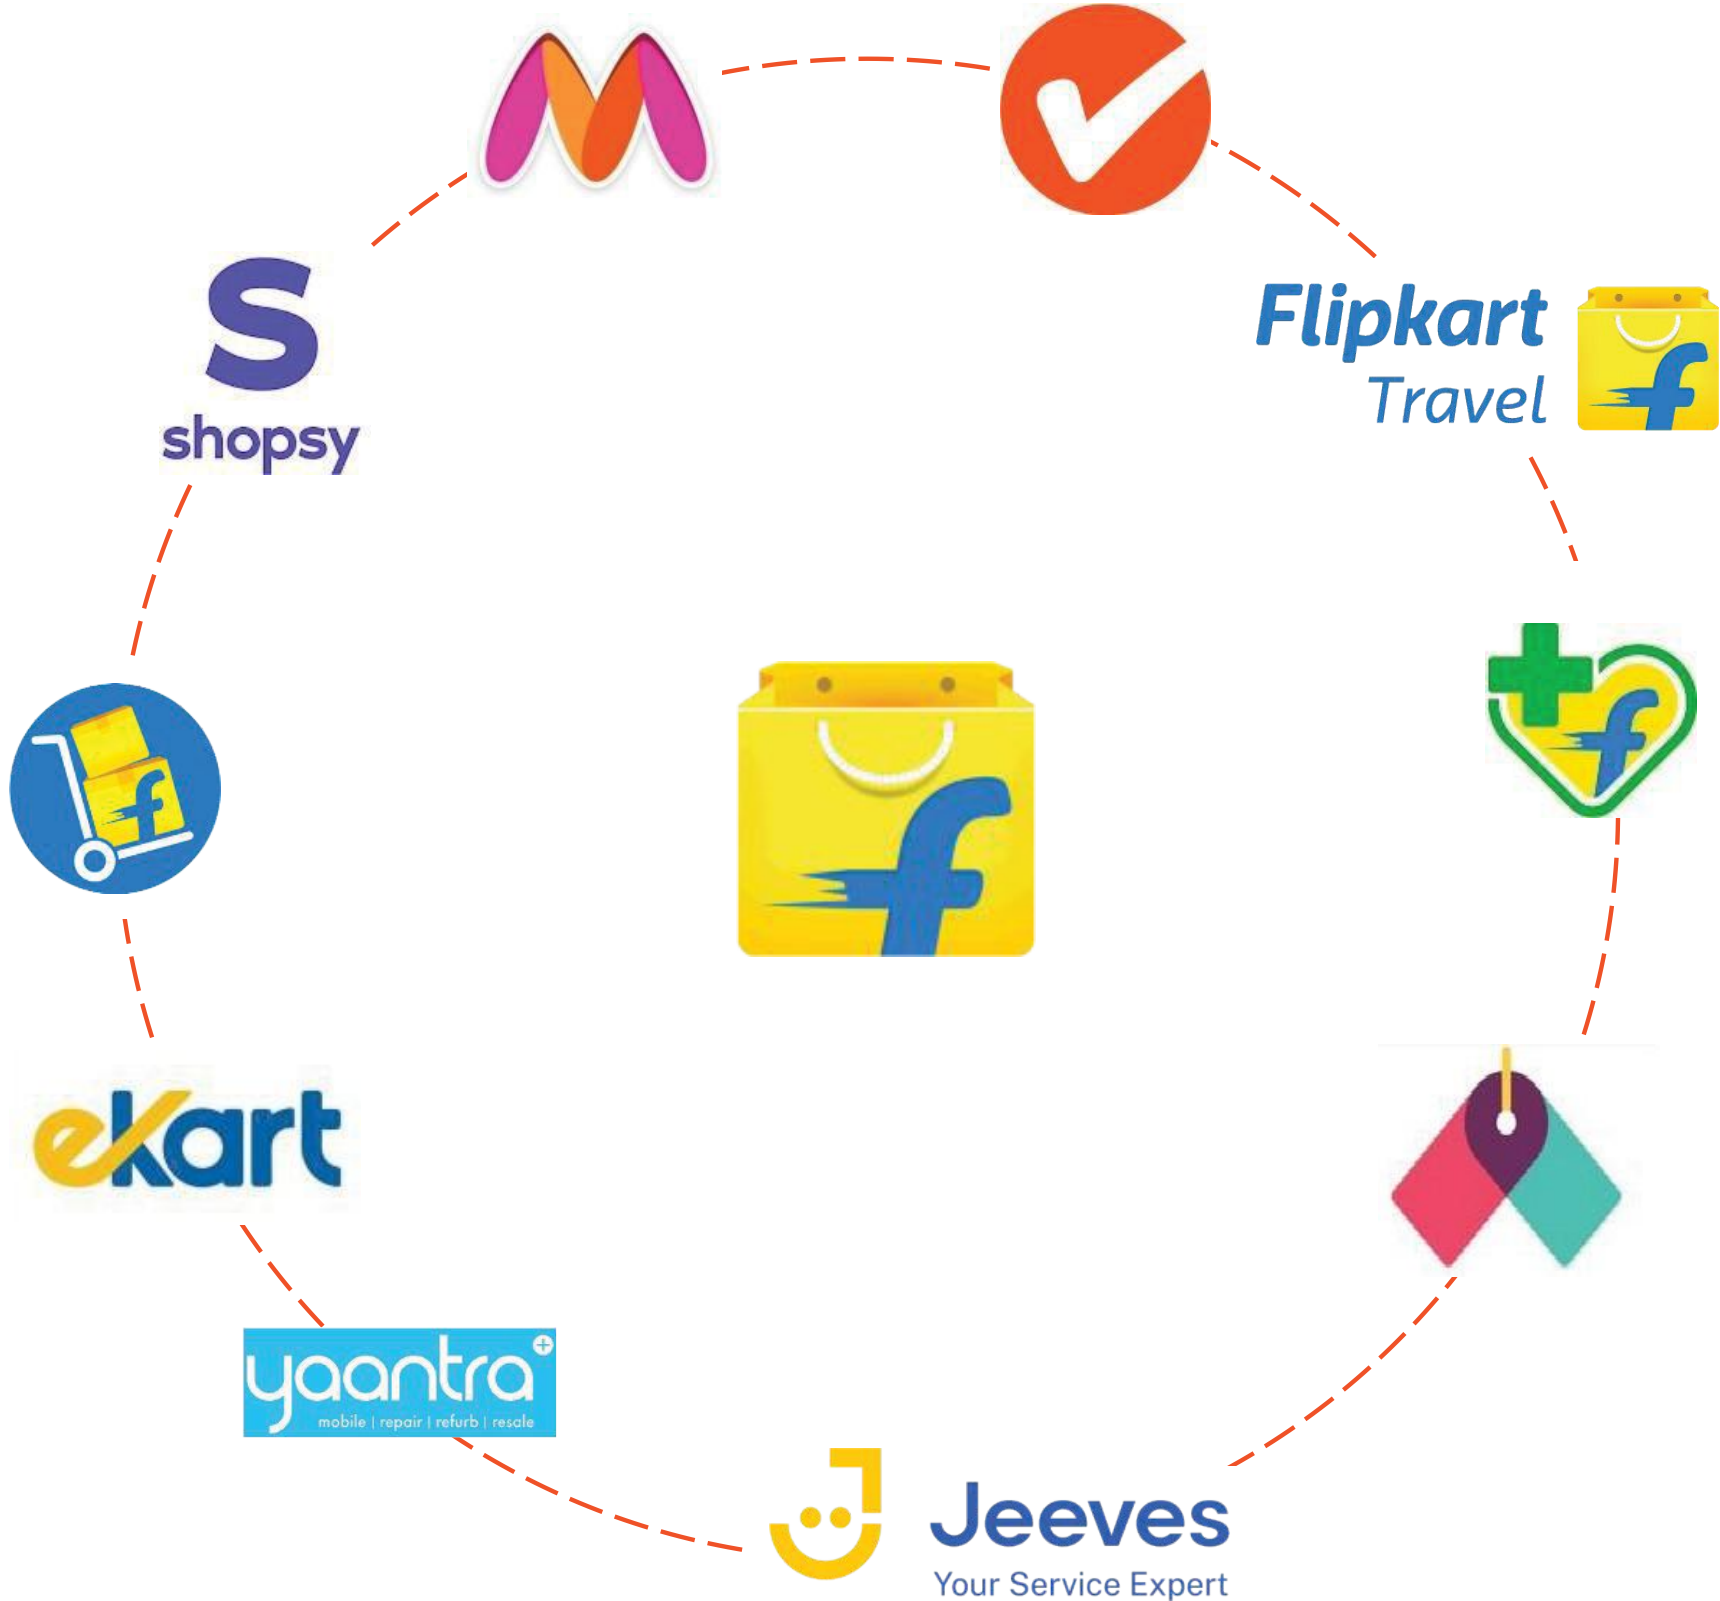 Flipkart
Travel
S
shopsy
f
f
f
f
ekart
yaantra+
mobile | repair | refurb | resale
Jeeves
Your Service Expert